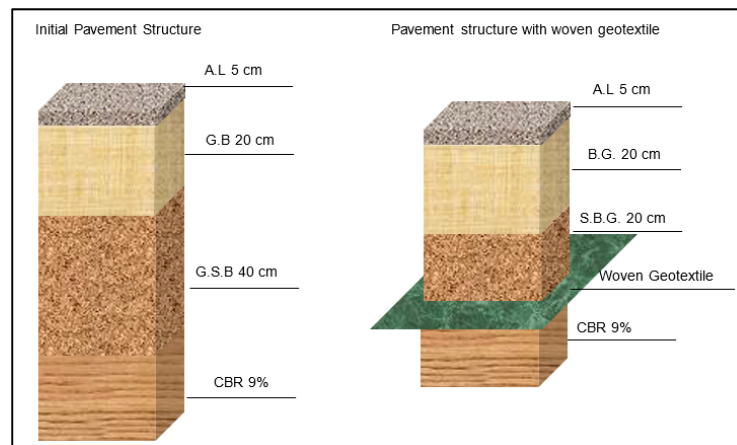 Initial Pavement Structure
A.L 5 cm
G.B 20 cm
G.S.B 40 cm
CBR 9%
Pavement structure with woven geotextile
A.L 5 cm
B.G. 20 cm
S.B.G. 20 cm
Woven Geotextile
CBR 9%